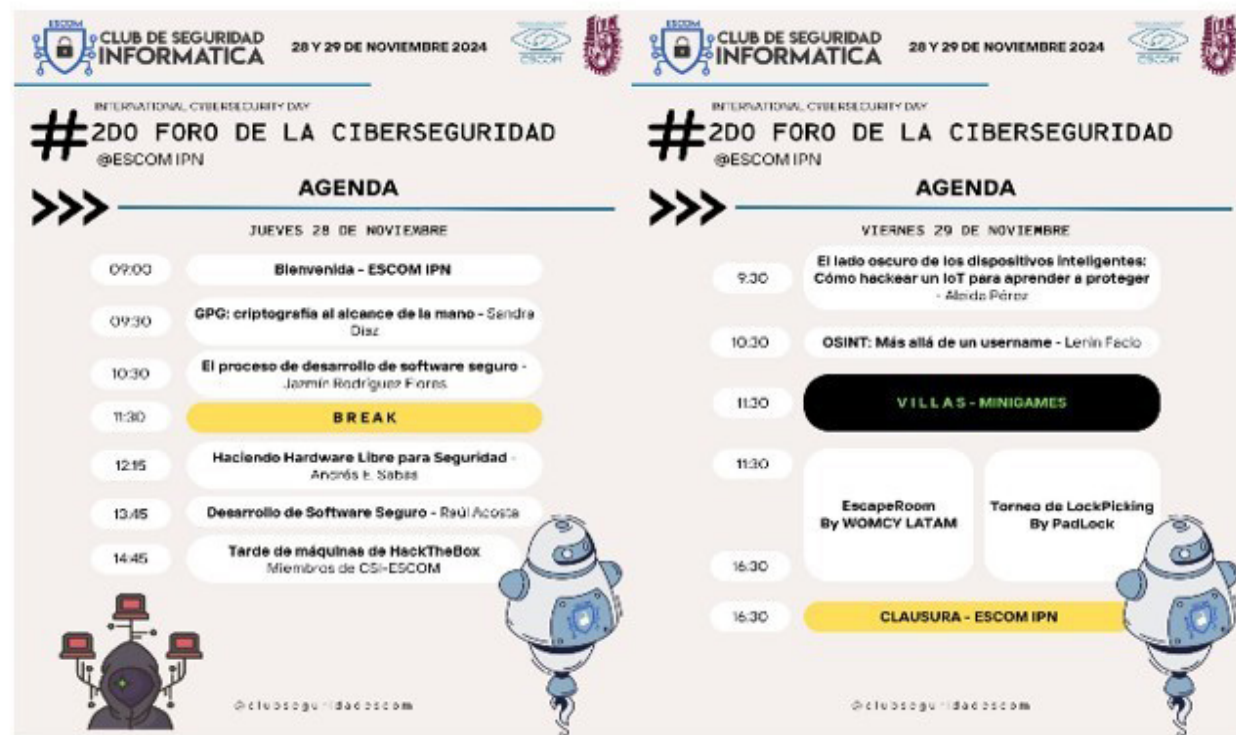 ESCOM
CLUB DE SEGURIDAD
INFORMATICA
28 Y 29 DE NOVIEMBRE 2024
ESCOM
INTERNATIONAL CYBERSECURITY DAY
#2DO FORO DE LA CIBERSEGURIDAD
@ESCOM IPN
AGENDA
>>>
JUEVES 28 DE NOVIEMBRE
09:00
Bienvenida - ESCOM IPN
09:30
GPG: criptografía al alcance de la mano - Sandra
Díaz
10:30
El proceso de desarrollo de software seguro -
Jazmín Rodríguez Flores
11:30
BREAK
12:15
Haciendo Hardware Libre para Seguridad -
Andrés E. Sabas
13:45
Desarrollo de Software Seguro - Raúl Acosta
14:45
Tarde de máquinas de HackTheBox
Miembros de CSI-ESCOM
@clubseguridadescom
ESCOM
CLUB DE SEGURIDAD
INFORMATICA
28 Y 29 DE NOVIEMBRE 2024
ESCOM
INTERNATIONAL CYBERSECURITY DAY
#2DO FORO DE LA CIBERSEGURIDAD
@ESCOM IPN
AGENDA
>>>
VIERNES 29 DE NOVIEMBRE
9:30
El lado oscuro de los dispositivos inteligentes:
Cómo hackear un IoT para aprender a proteger
- Aleida Pérez
10:30
OSINT: Más allá de un username - Lenin Facio
11:30
VILLAS - MINIGAMES
11:30
EscapeRoom
By WOMCY LATAM
Torneo de LockPicking
By PadLock
16:30
16:30
CLAUSURA - ESCOM IPN
@clubseguridadescom